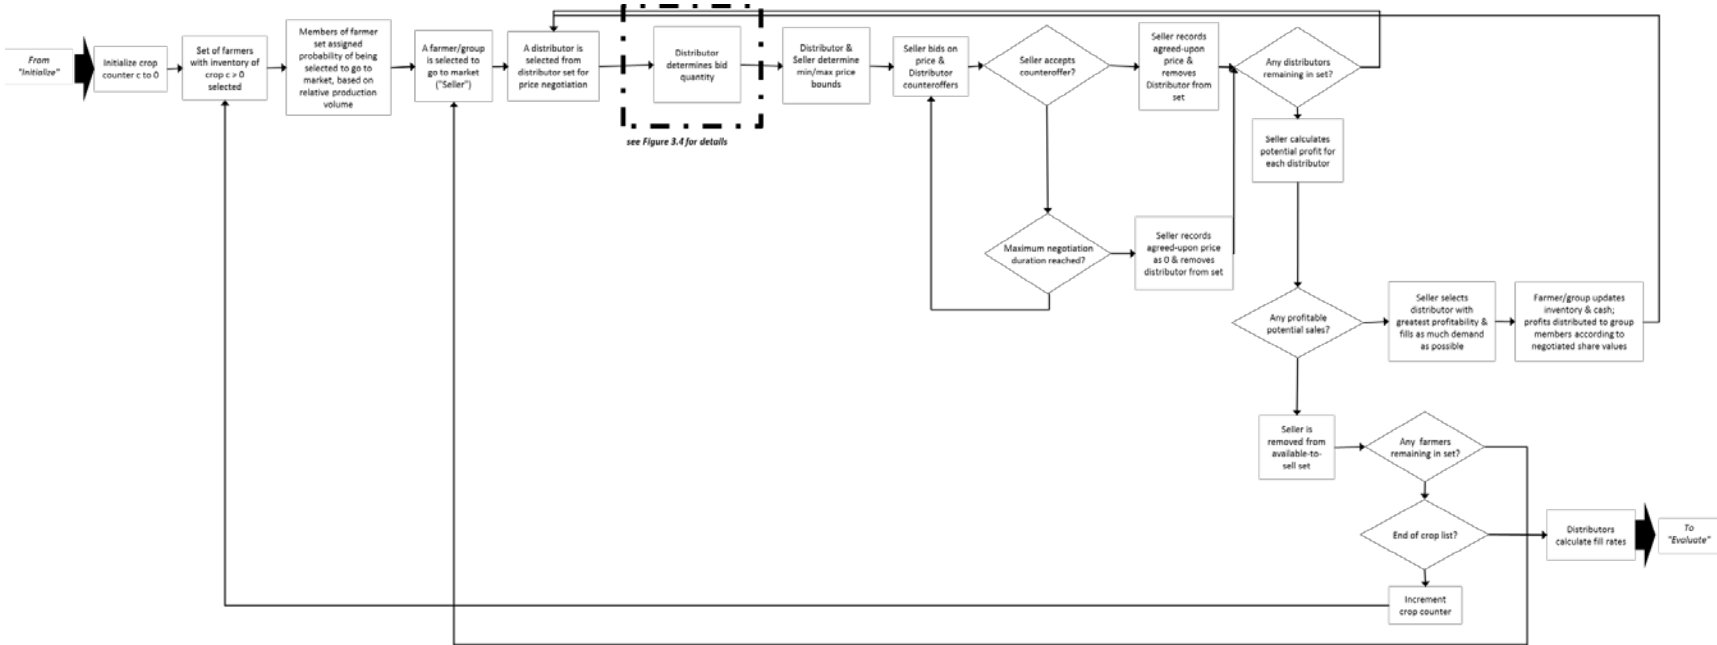 From
"Initialize"
Initialize crop
counter c to 0
Set of farmers
with inventory of
crop c > 0
selected
Members of farmer
set assigned
probability of being
selected to go to
market, based on
relative production
volume
A farmer/group
is selected to
go to market
("Seller")
A distributor is
selected from
distributor set for
price negotiation
Distributor
determines bid
quantity
see Figure 3.4 for details
Distributor &
Seller determine
min/max price
bounds
Seller bids on
price &
Distributor
counteroffers
Seller accepts
counteroffer?
Seller records
agreed-upon
price &
removes
Distributor from
set
Any distributors
remaining in set?
Seller calculates
potential profit for
each distributor
Maximum negotiation
duration reached?
Seller records
agreed-upon price
as 0 & removes
distributor from set
Any profitable
potential sales?
Seller selects
distributor with
greatest profitability &
fills as much demand
as possible
Farmer/group updates
inventory & cash;
profits distributed to group
members according to
negotiated share values
Seller is
removed from
available-to-
sell set
Any farmers
remaining in set?
End of crop list?
Distributors
calculate fill rates
To
"Evaluate"
Increment
crop counter